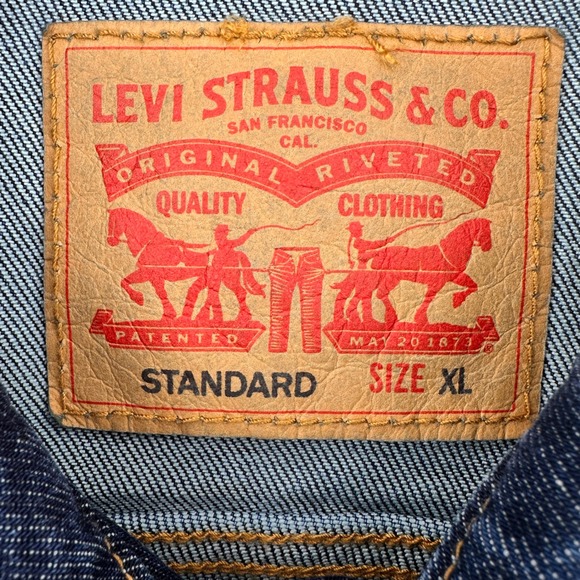 LEVI STRAUSS & CO.
SAN FRANCISCO
CAL.
ORIGINAL RIVETED
QUALITY CLOTHING
PATENTED MAY 20 1873
®
STANDARD SIZE XL